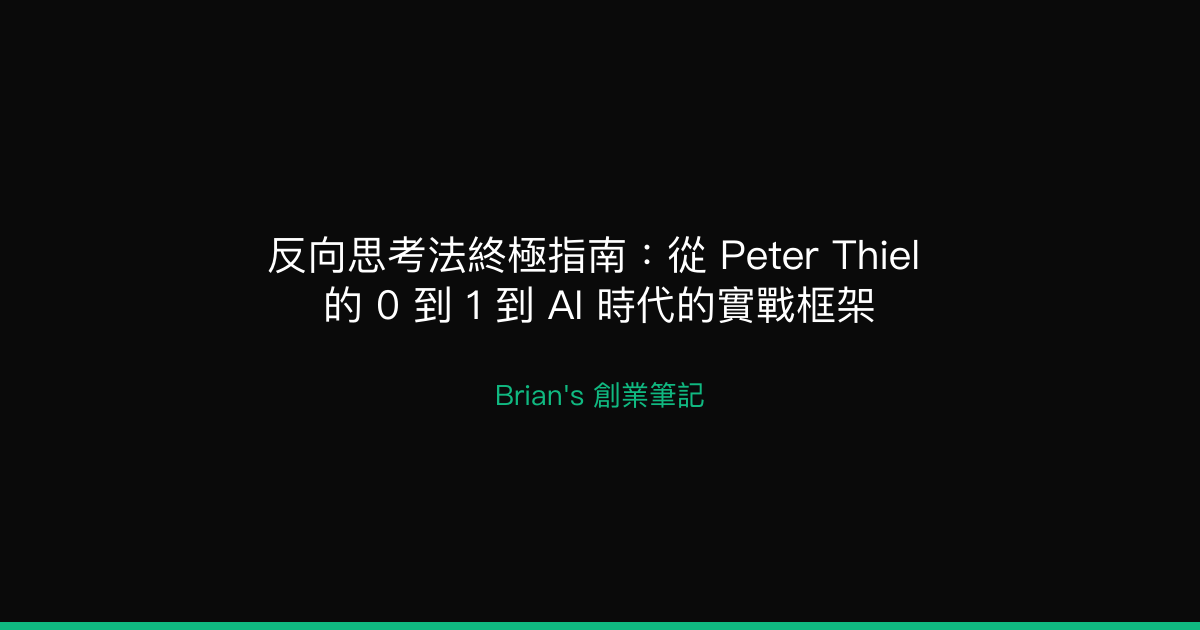 反向思考法終極指南：從 Peter Thiel
的 0 到 1 到 AI 時代的實戰框架
Brian's 創業筆記